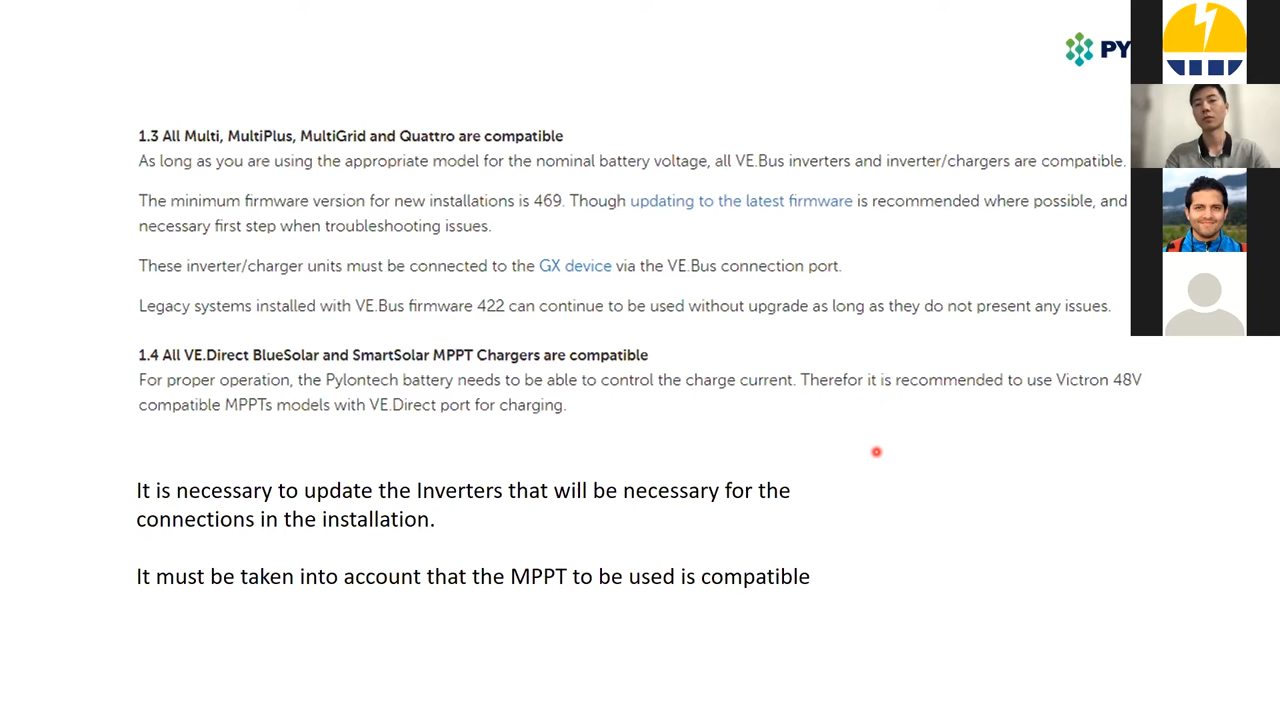 PY
1.3 All Multi, MultiPlus, MultiGrid and Quattro are compatible
As long as you are using the appropriate model for the nominal battery voltage, all VE.Bus inverters and inverter/chargers are compatible.
The minimum firmware version for new installations is 469. Though updating to the latest firmware is recommended where possible, and
necessary first step when troubleshooting issues.
These inverter/charger units must be connected to the GX device via the VE.Bus connection port.
Legacy systems installed with VE.Bus firmware 422 can continue to be used without upgrade as long as they do not present any issues.
1.4 All VE.Direct BlueSolar and SmartSolar MPPT Chargers are compatible
For proper operation, the Pylontech battery needs to be able to control the charge current. Therefor it is recommended to use Victron 48V
compatible MPPTs models with VE.Direct port for charging.
It is necessary to update the Inverters that will be necessary for the
connections in the installation.
It must be taken into account that the MPPT to be used is compatible